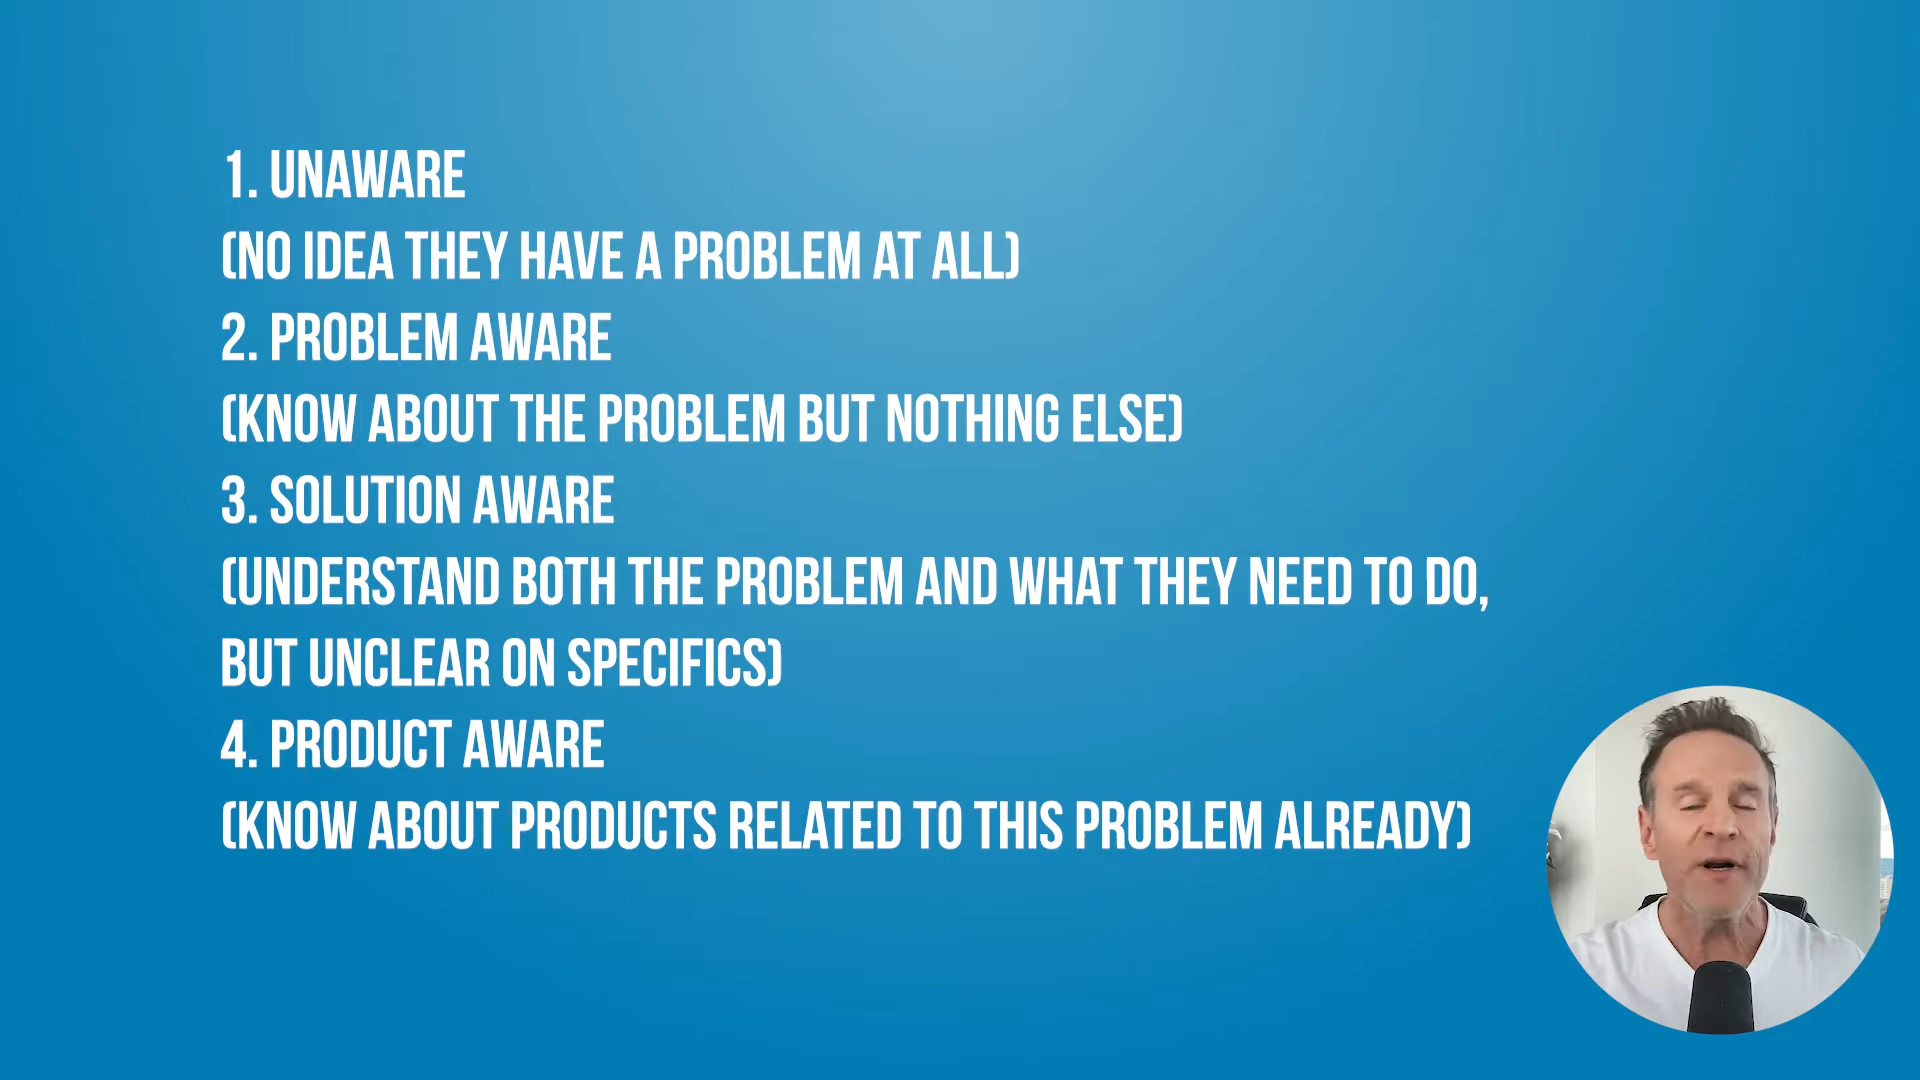 1. UNAWARE
(NO IDEA THEY HAVE A PROBLEM AT ALL)
2. PROBLEM AWARE
(KNOW ABOUT THE PROBLEM BUT NOTHING ELSE)
3. SOLUTION AWARE
(UNDERSTAND BOTH THE PROBLEM AND WHAT THEY NEED TO DO,
BUT UNCLEAR ON SPECIFICS)
4. PRODUCT AWARE
(KNOW ABOUT PRODUCTS RELATED TO THIS PROBLEM ALREADY)